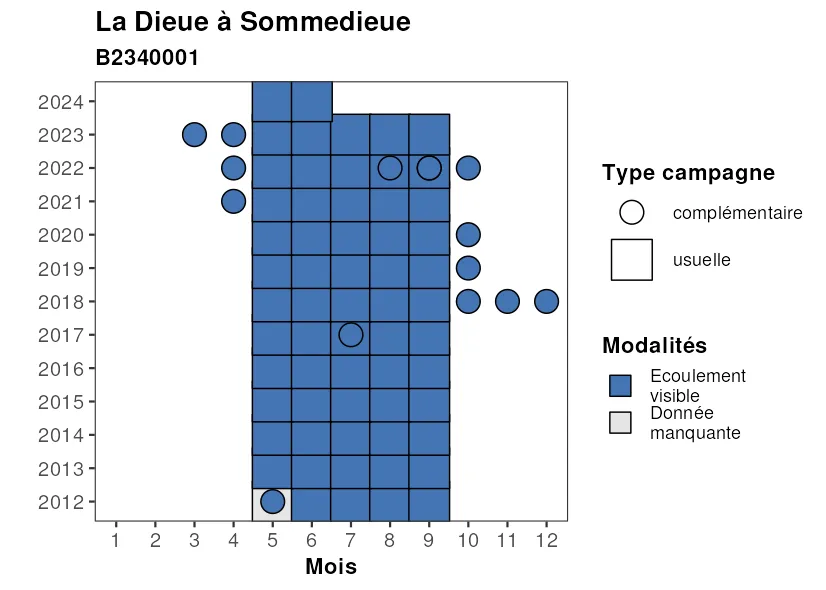 La Dieue à Sommedieue
B2340001
2024
2023
2022
2021
2020
2019
2018
2017
2016
2015
2014
2013
2012
1 2 3 4 5 6 7 8 9 10 11 12
Mois
Type campagne
complémentaire
usuelle
Modalités
Ecoulement
visible
Donnée
manquante